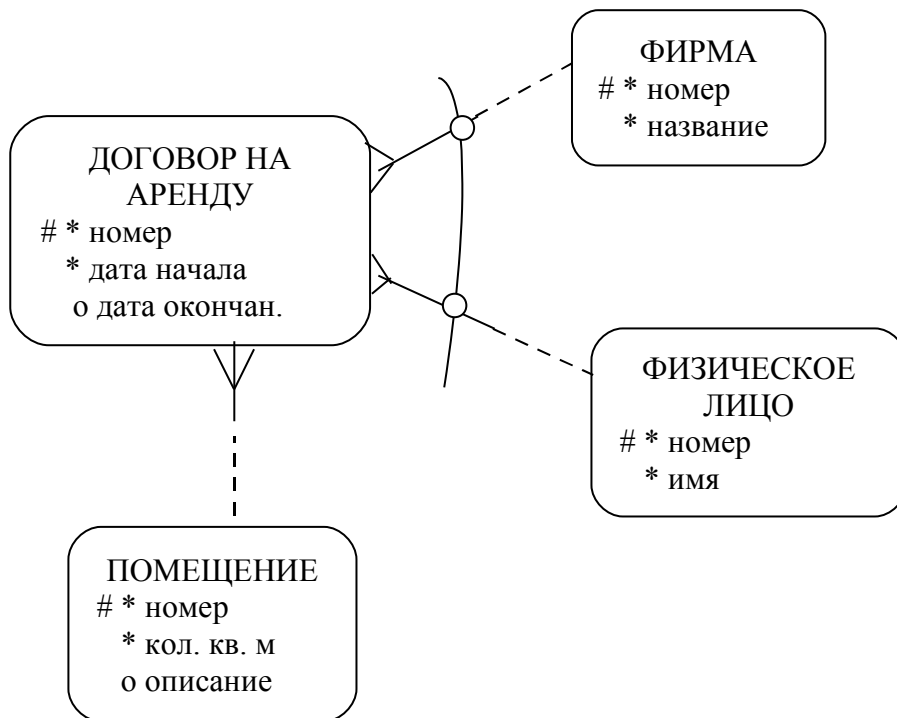 ФИРМА
# * номер
* название
ДОГОВОР НА
АРЕНДУ
# * номер
* дата начала
о дата окончан.
ФИЗИЧЕСКОЕ
ЛИЦО
# * номер
* имя
ПОМЕЩЕНИЕ
# * номер
* кол. кв. м
о описание